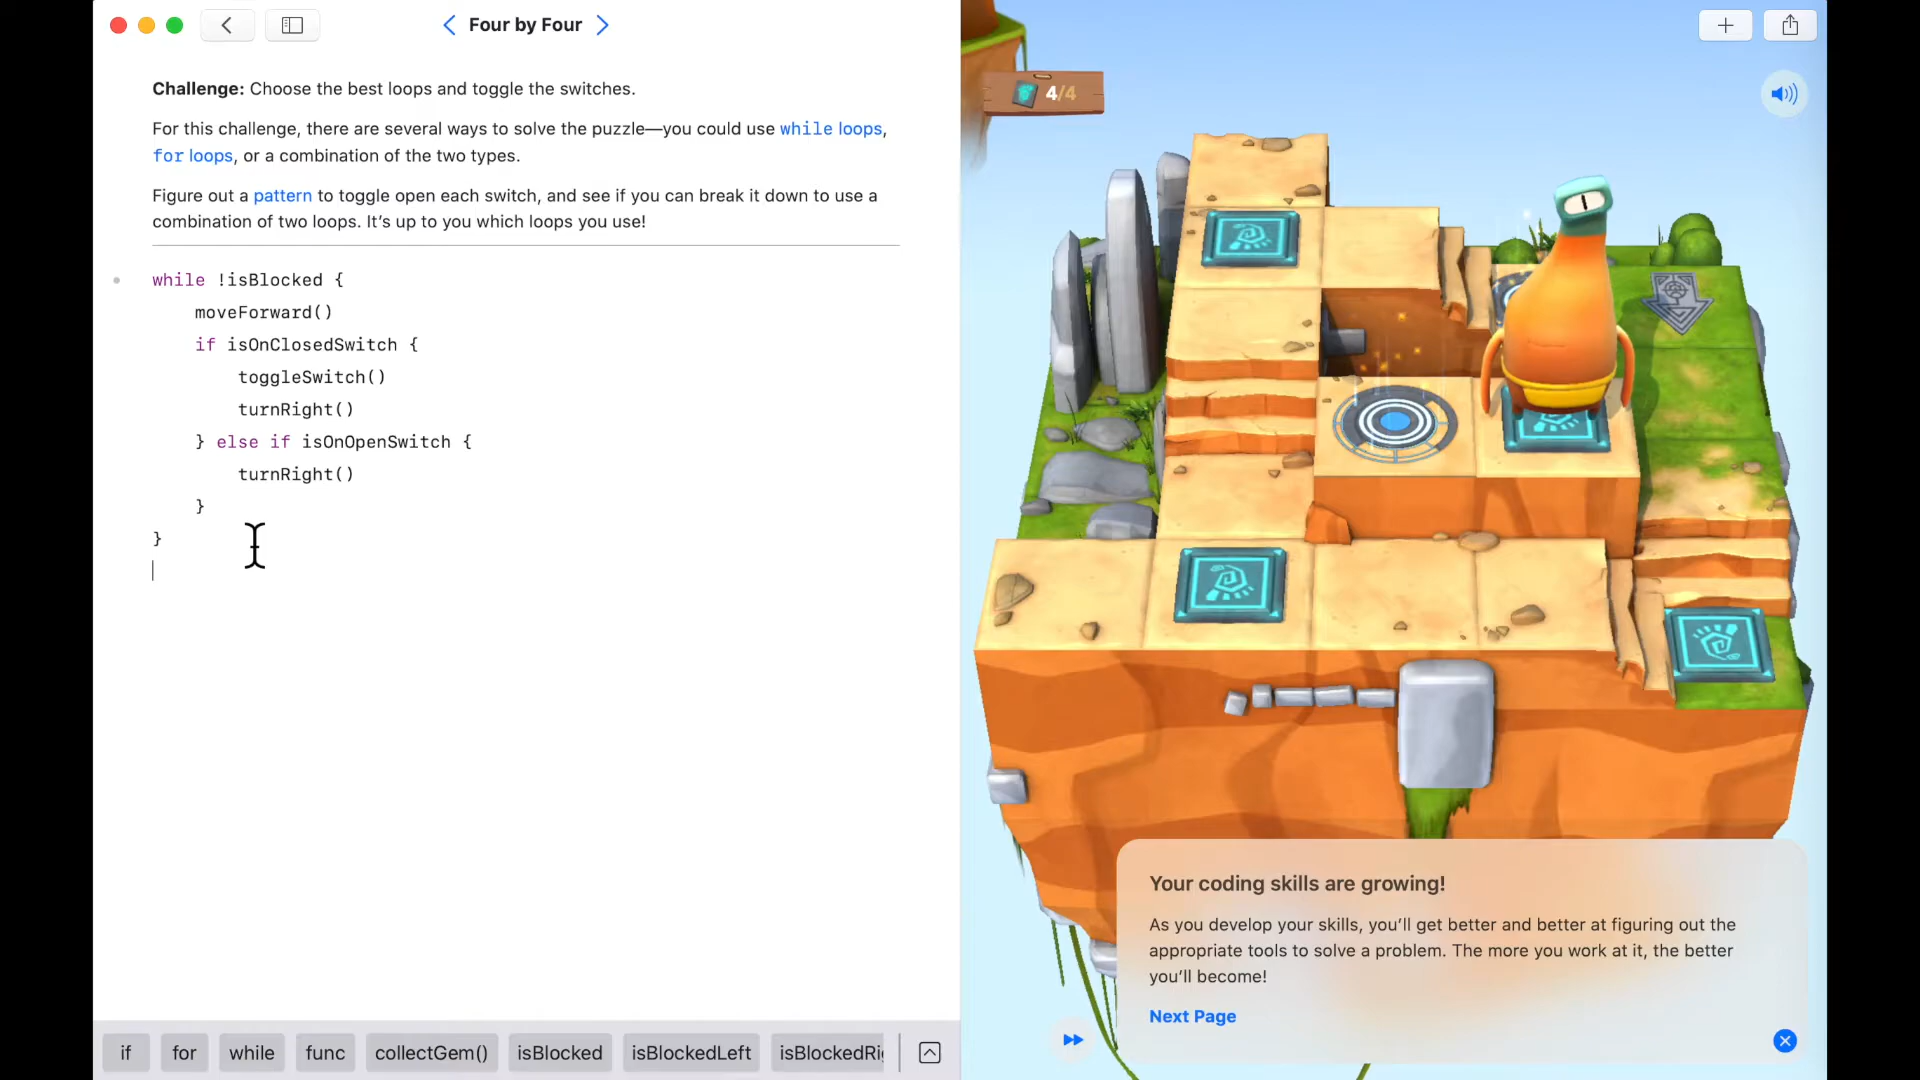 Four by Four
Challenge: Choose the best loops and toggle the switches.
For this challenge, there are several ways to solve the puzzle—you could use while loops,
for loops, or a combination of the two types.
Figure out a pattern to toggle open each switch, and see if you can break it down to use a
combination of two loops. It’s up to you which loops you use!
while !isBlocked {
moveForward()
if isOnClosedSwitch {
toggleSwitch()
turnRight()
} else if isOnOpenSwitch {
turnRight()
}
}
if for while func collectGem() isBlocked isBlockedLeft isBlockedRi
4/4
Your coding skills are growing!
As you develop your skills, you’ll get better and better at figuring out the
appropriate tools to solve a problem. The more you work at it, the better
you’ll become!
Next Page